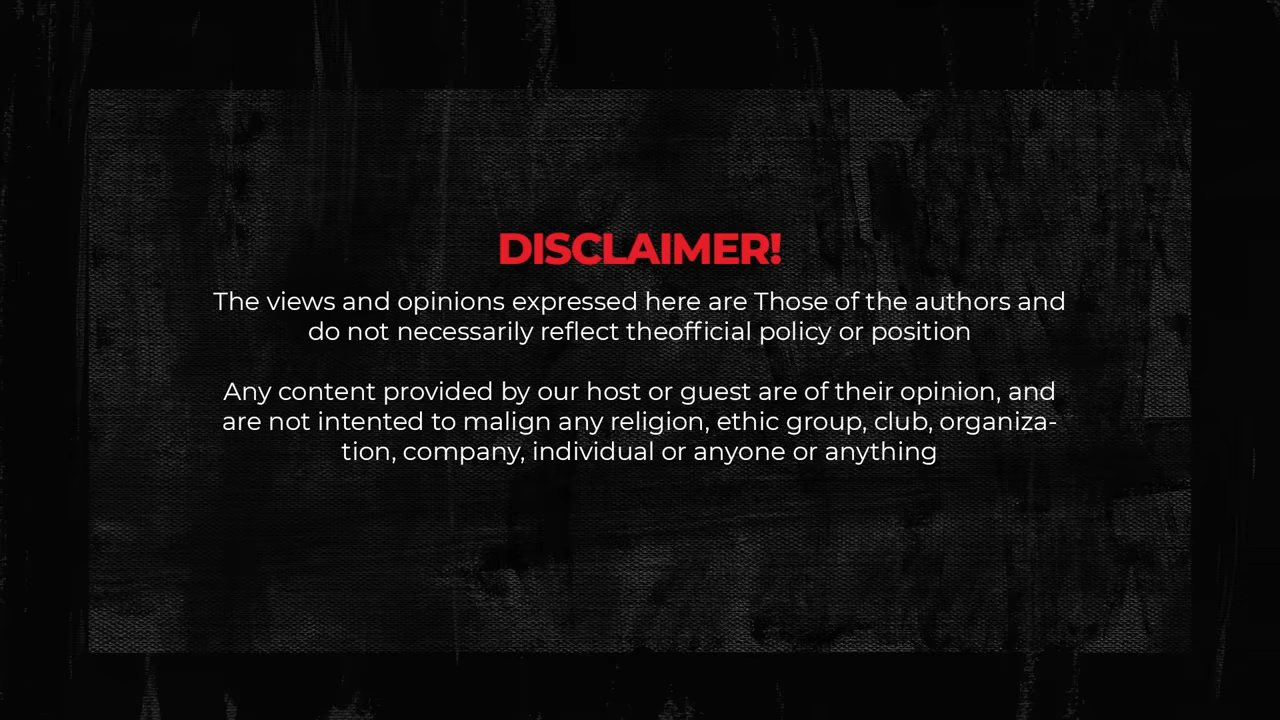 DISCLAIMER!
The views and opinions expressed here are Those of the authors and
do not necessarily reflect theofficial policy or position
Any content provided by our host or guest are of their opinion, and
are not intented to malign any religion, ethic group, club, organiza-
tion, company, individual or anyone or anything